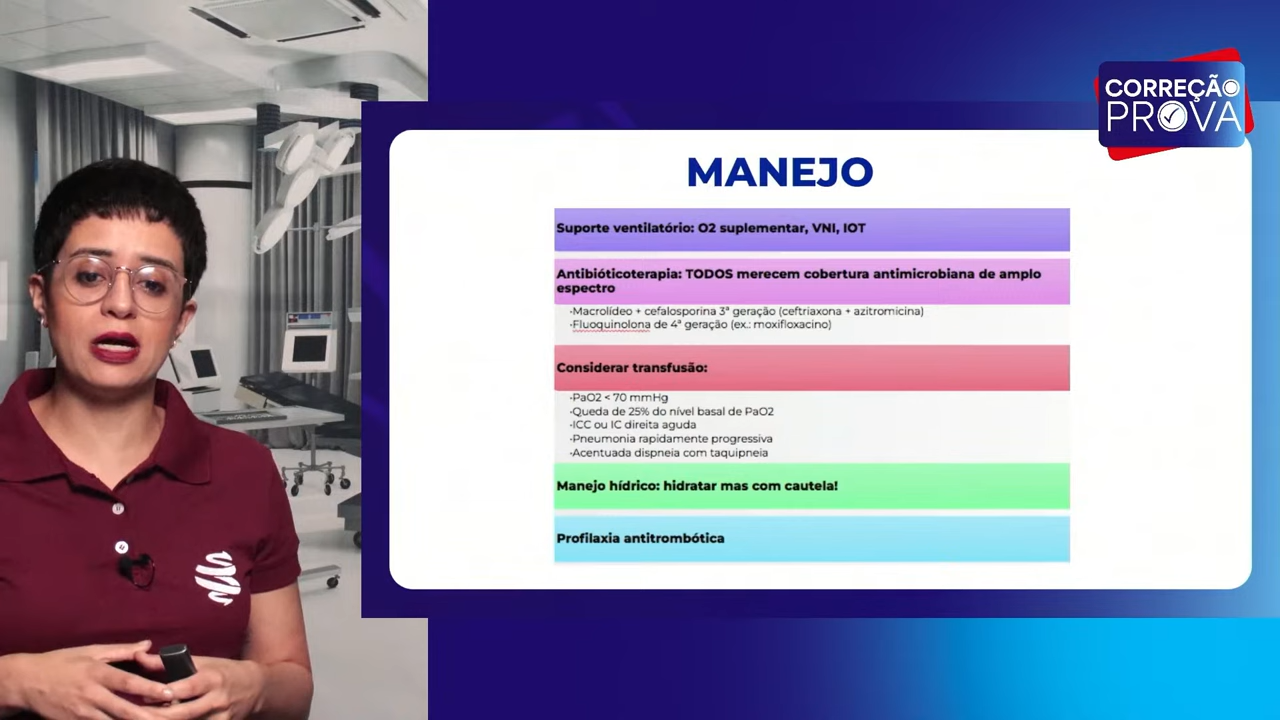 CORREÇÃO
PROVA
MANEJO
Suporte ventilatório: O2 suplementar, VNI, IOT
Antibióticoterapia: TODOS merecem cobertura antimicrobiana de amplo
espectro
•Macrolídeo + cefalosporina 3ª geração (ceftriaxona + azitromicina)
•Fluoquinolona de 4ª geração (ex.: moxifloxacino)
Considerar transfusão:
•PaO2 < 70 mmHg
•Queda de 25% do nível basal de PaO2
•ICC ou IC direita aguda
•Pneumonia rapidamente progressiva
•Acentuada dispneia com taquipneia
Manejo hídrico: hidratar mas com cautela!
Profilaxia antitrombótica